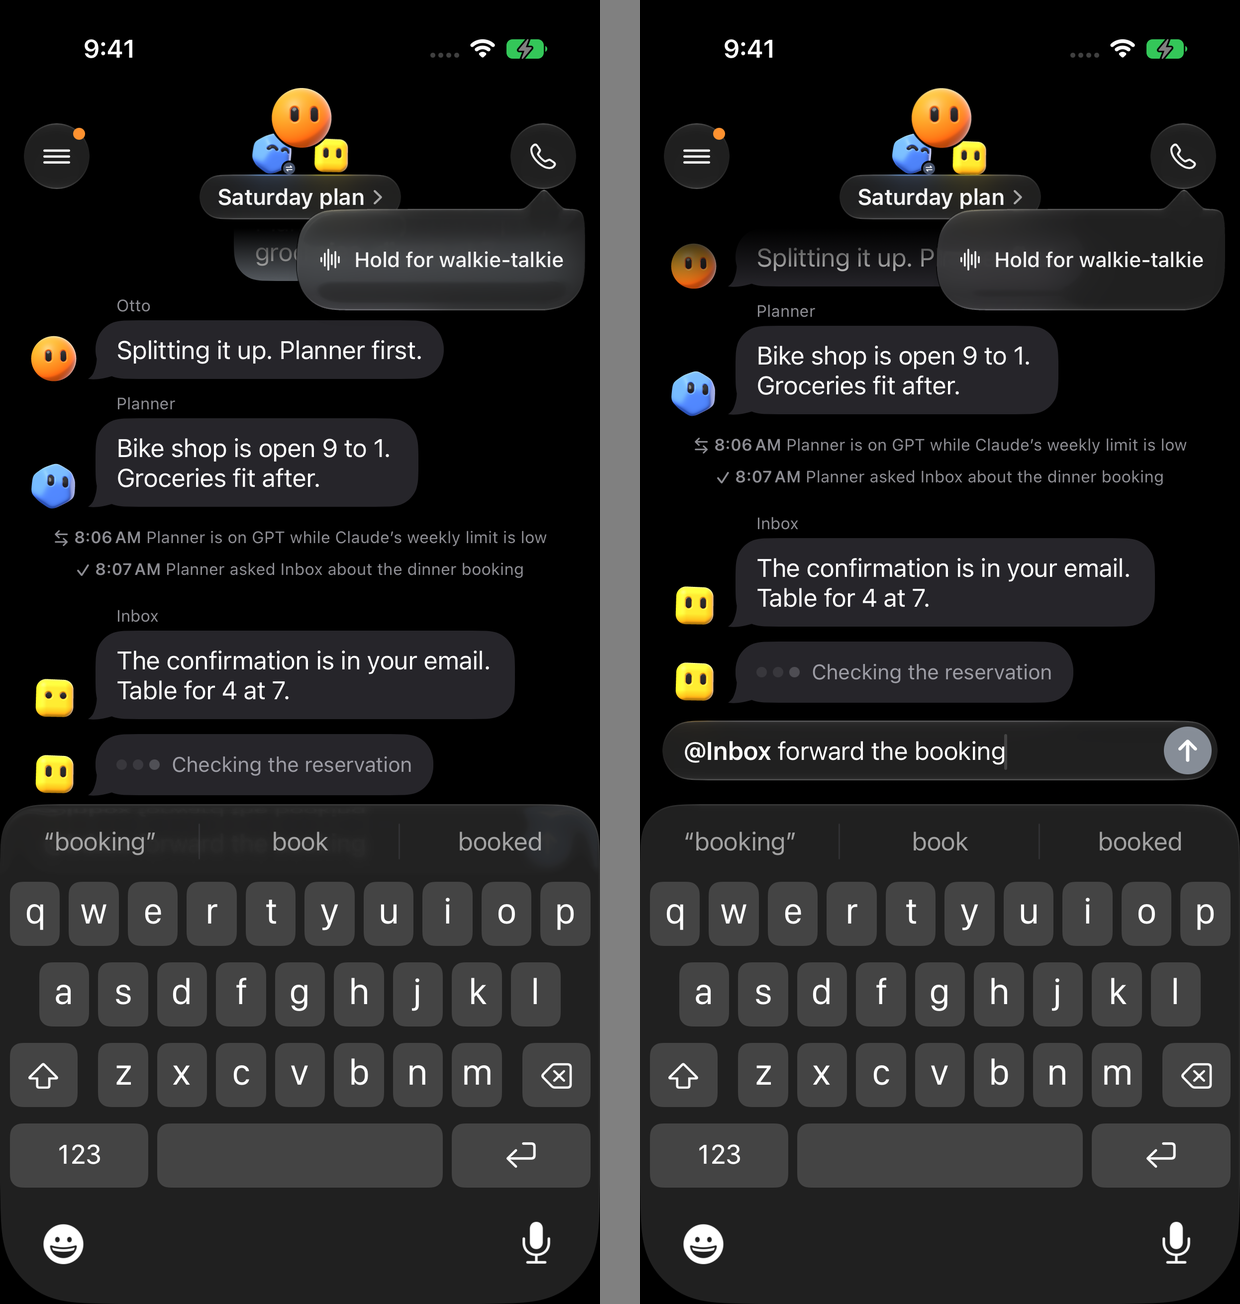 9:41
Saturday plan
groc
Hold for walkie-talkie
Otto
Splitting it up. Planner first.
Planner
Bike shop is open 9 to 1.
Groceries fit after.
8:06 AM Planner is on GPT while Claude’s weekly limit is low
8:07 AM Planner asked Inbox about the dinner booking
Inbox
The confirmation is in your email.
Table for 4 at 7.
Checking the reservation
“booking” book booked
q w e r t y u i o p
a s d f g h j k l
z x c v b n m
123
9:41
Saturday plan
Splitting it up. P
Hold for walkie-talkie
Planner
Bike shop is open 9 to 1.
Groceries fit after.
8:06 AM Planner is on GPT while Claude’s weekly limit is low
8:07 AM Planner asked Inbox about the dinner booking
Inbox
The confirmation is in your email.
Table for 4 at 7.
Checking the reservation
@Inbox forward the booking
“booking” book booked
q w e r t y u i o p
a s d f g h j k l
z x c v b n m
123